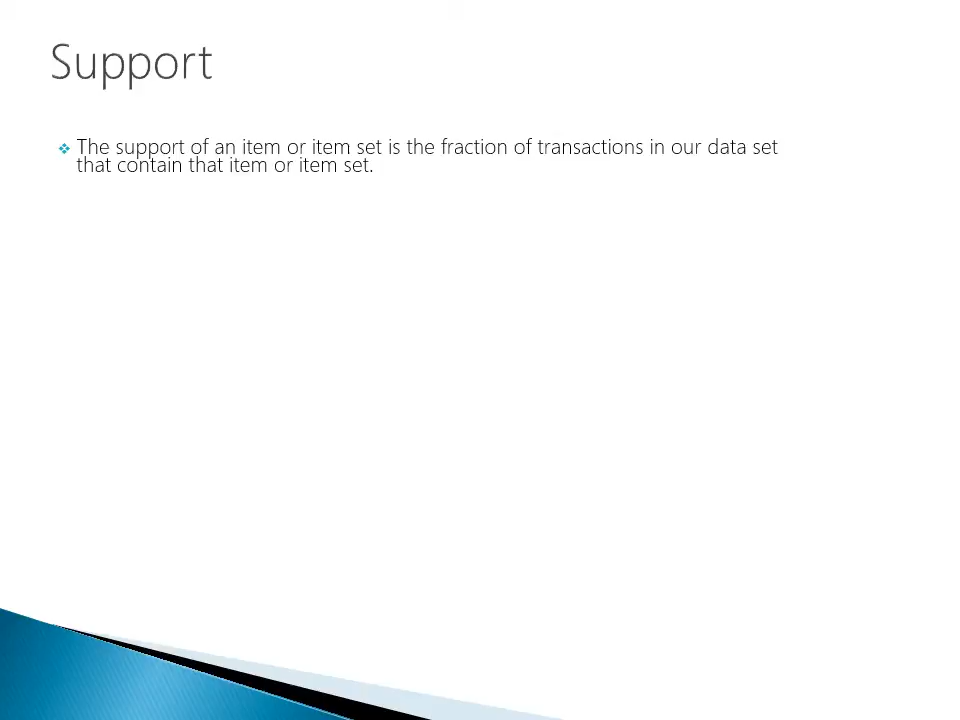 Support
❖ The support of an item or item set is the fraction of transactions in our data set
that contain that item or item set.